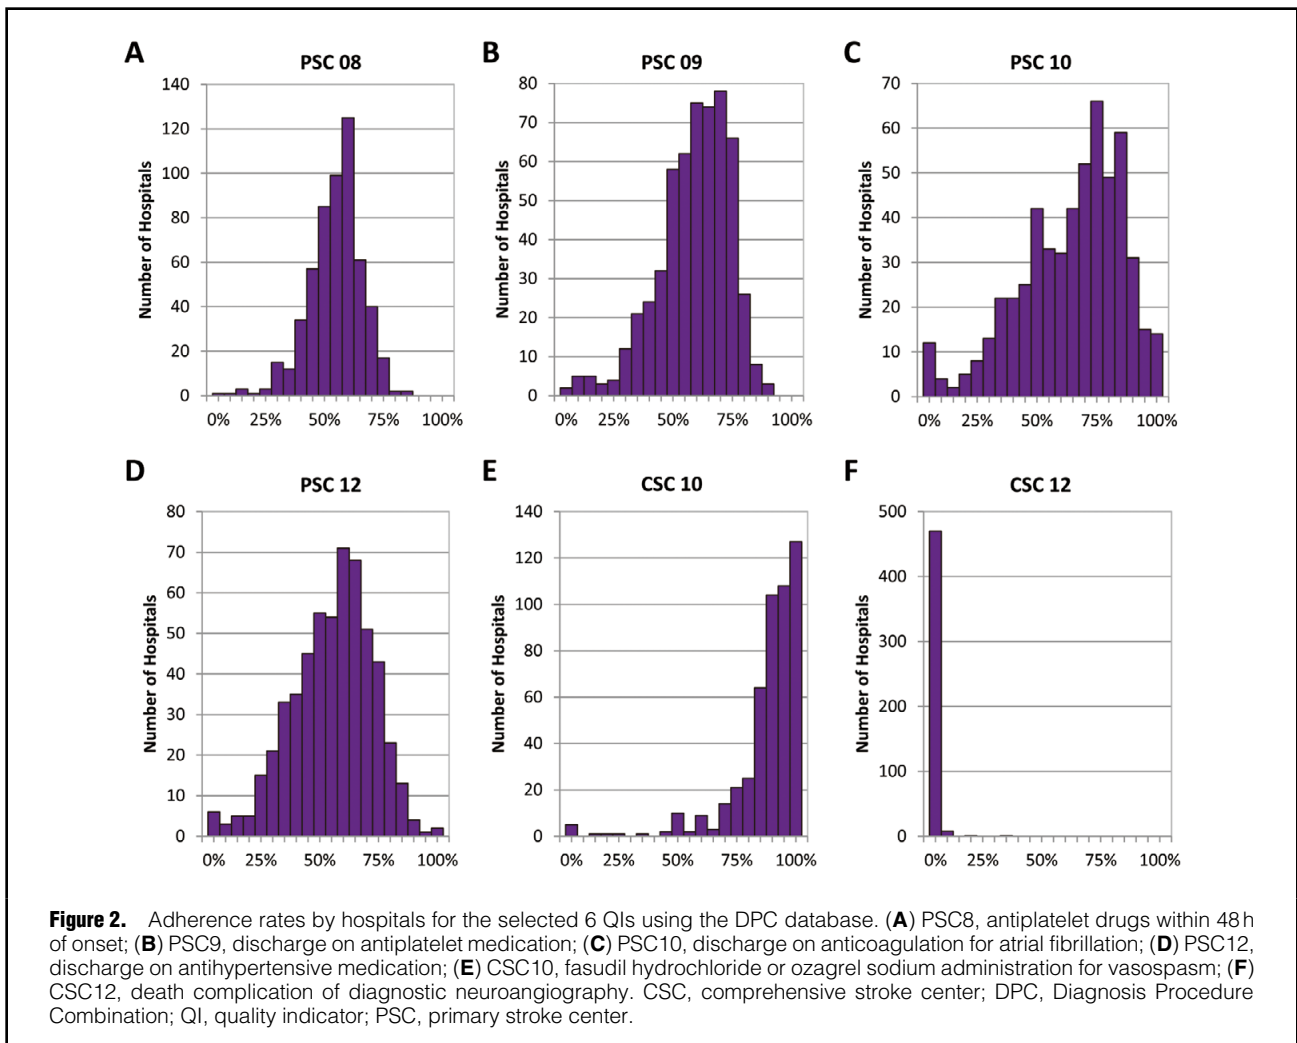 A
PSC 08
Number of Hospitals
140
120
100
80
60
40
20
0
0% 25% 50% 75% 100%
B
PSC 09
Number of Hospitals
80
70
60
50
40
30
20
10
0
0% 25% 50% 75% 100%
C
PSC 10
Number of Hospitals
70
60
50
40
30
20
10
0
0% 25% 50% 75% 100%
D
PSC 12
Number of Hospitals
80
70
60
50
40
30
20
10
0
0% 25% 50% 75% 100%
E
CSC 10
Number of Hospitals
140
120
100
80
60
40
20
0
0% 25% 50% 75% 100%
F
CSC 12
Number of Hospitals
500
400
300
200
100
0
0% 25% 50% 75% 100%
Figure 2. Adherence rates by hospitals for the selected 6 QIs using the DPC database. (A) PSC8, antiplatelet drugs within 48 h
of onset; (B) PSC9, discharge on antiplatelet medication; (C) PSC10, discharge on anticoagulation for atrial fibrillation; (D) PSC12,
discharge on antihypertensive medication; (E) CSC10, fasudil hydrochloride or ozagrel sodium administration for vasospasm; (F)
CSC12, death complication of diagnostic neuroangiography. CSC, comprehensive stroke center; DPC, Diagnosis Procedure
Combination; QI, quality indicator; PSC, primary stroke center.